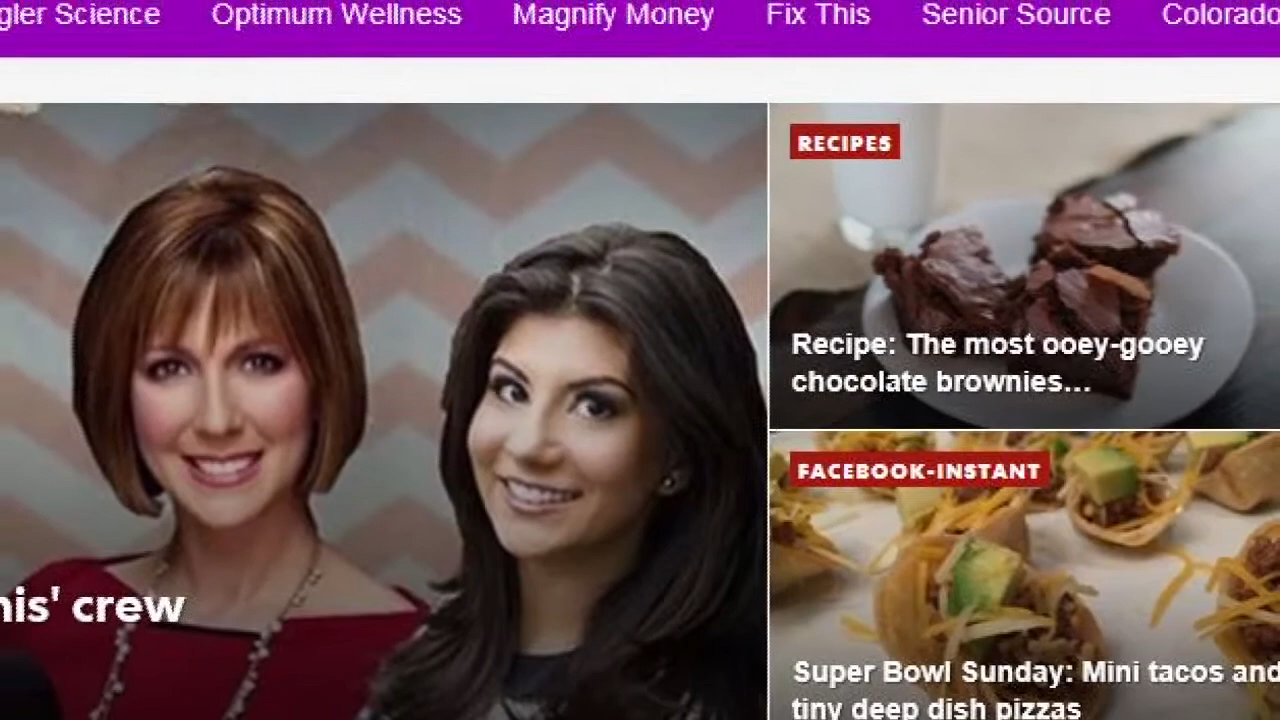 gler Science Optimum Wellness Magnify Money Fix This Senior Source Colorado
RECIPES
Recipe: The most ooey-gooey
chocolate brownies...
FACEBOOK-INSTANT
his' crew
Super Bowl Sunday: Mini tacos and
tiny deep dish pizzas